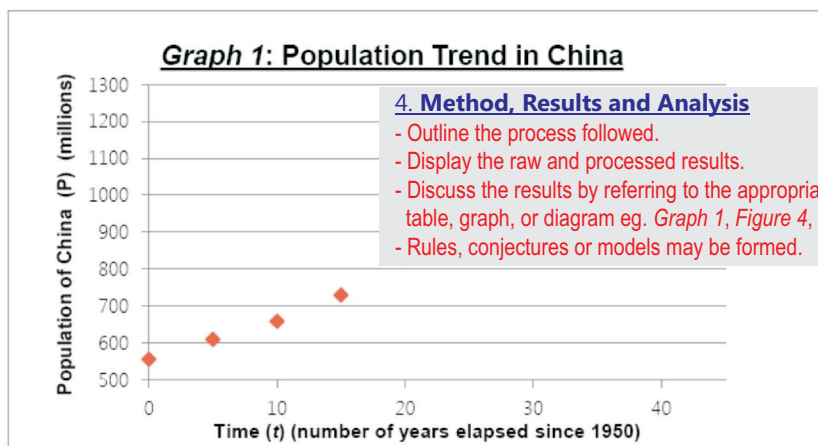 Graph 1: Population Trend in China
Population of China (P) (millions)
1300
1200
1100
1000
900
800
700
600
500
4. Method, Results and Analysis
- Outline the process followed.
- Display the raw and processed results.
- Discuss the results by referring to the
table, graph, or diagram eg. Graph 1, Figure 4,
- Rules, conjectures or models may be formed.
0 10 20 30 40
Time (t) (number of years elapsed since 1950)